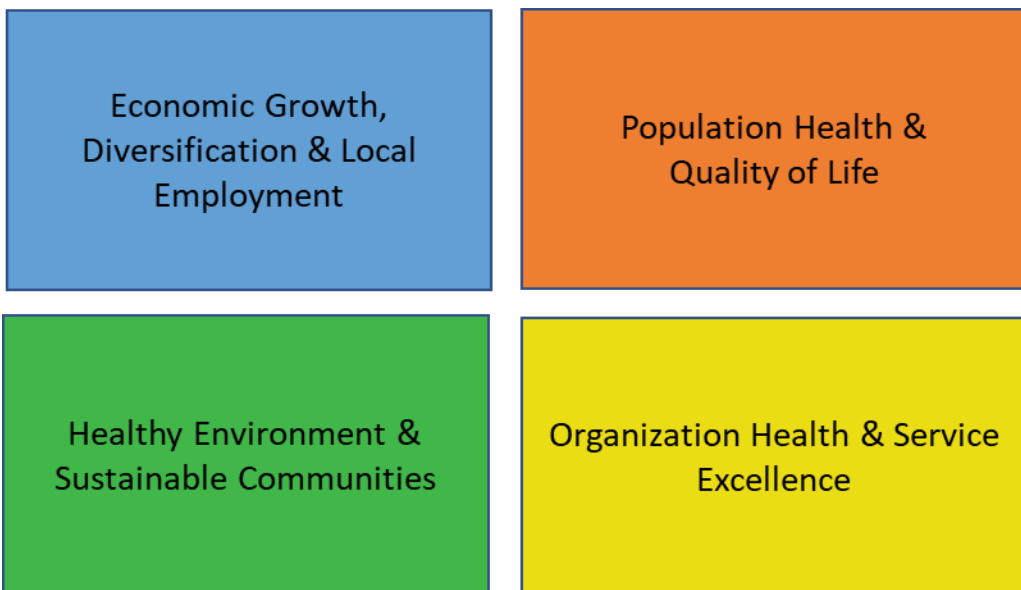 Economic Growth,
Diversification & Local
Employment
Population Health &
Quality of Life
Healthy Environment &
Sustainable Communities
Organization Health & Service
Excellence